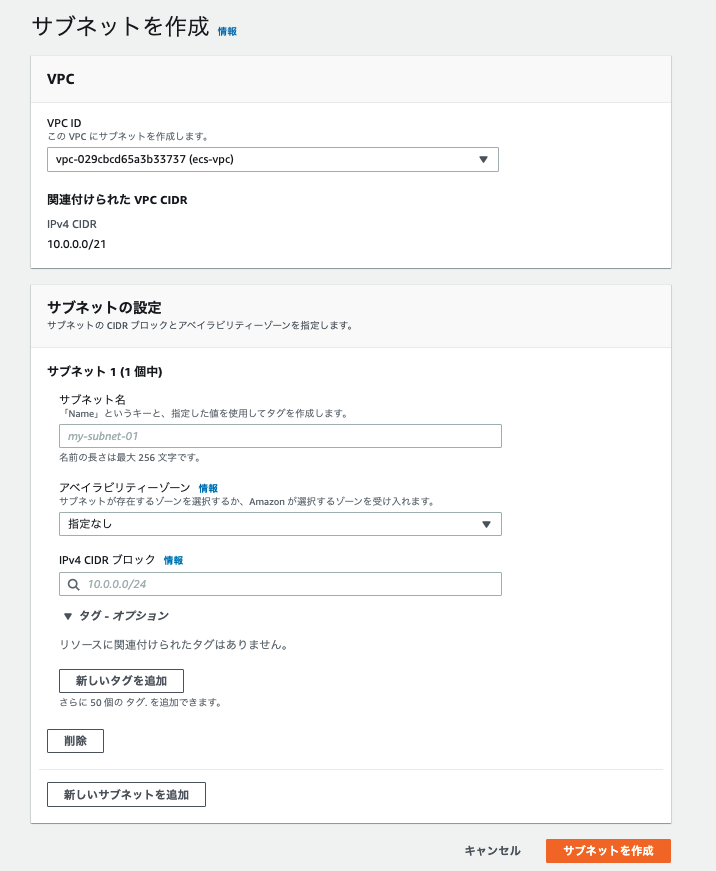 サブネットを作成 情報
VPC
VPC ID
この VPC にサブネットを作成します。
vpc-029cbcd65a3b33737 (ecs-vpc)
関連付けられた VPC CIDR
IPv4 CIDR
10.0.0.0/21
サブネットの設定
サブネットの CIDR ブロックとアベイラビリティーゾーンを指定します。
サブネット 1 (1 個中)
サブネット名
「Name」というキーと、指定した値を使用してタグを作成します。
my-subnet-01
名前の長さは最大 256 文字です。
アベイラビリティーゾーン 情報
サブネットが存在するゾーンを選択するか、Amazon が選択するゾーンを受け入れます。
指定なし
IPv4 CIDR ブロック 情報
10.0.0.0/24
タグ - オプション
リソースに関連付けられたタグはありません。
新しいタグを追加
さらに 50 個の タグ. を追加できます。
削除
新しいサブネットを追加
キャンセル サブネットを作成